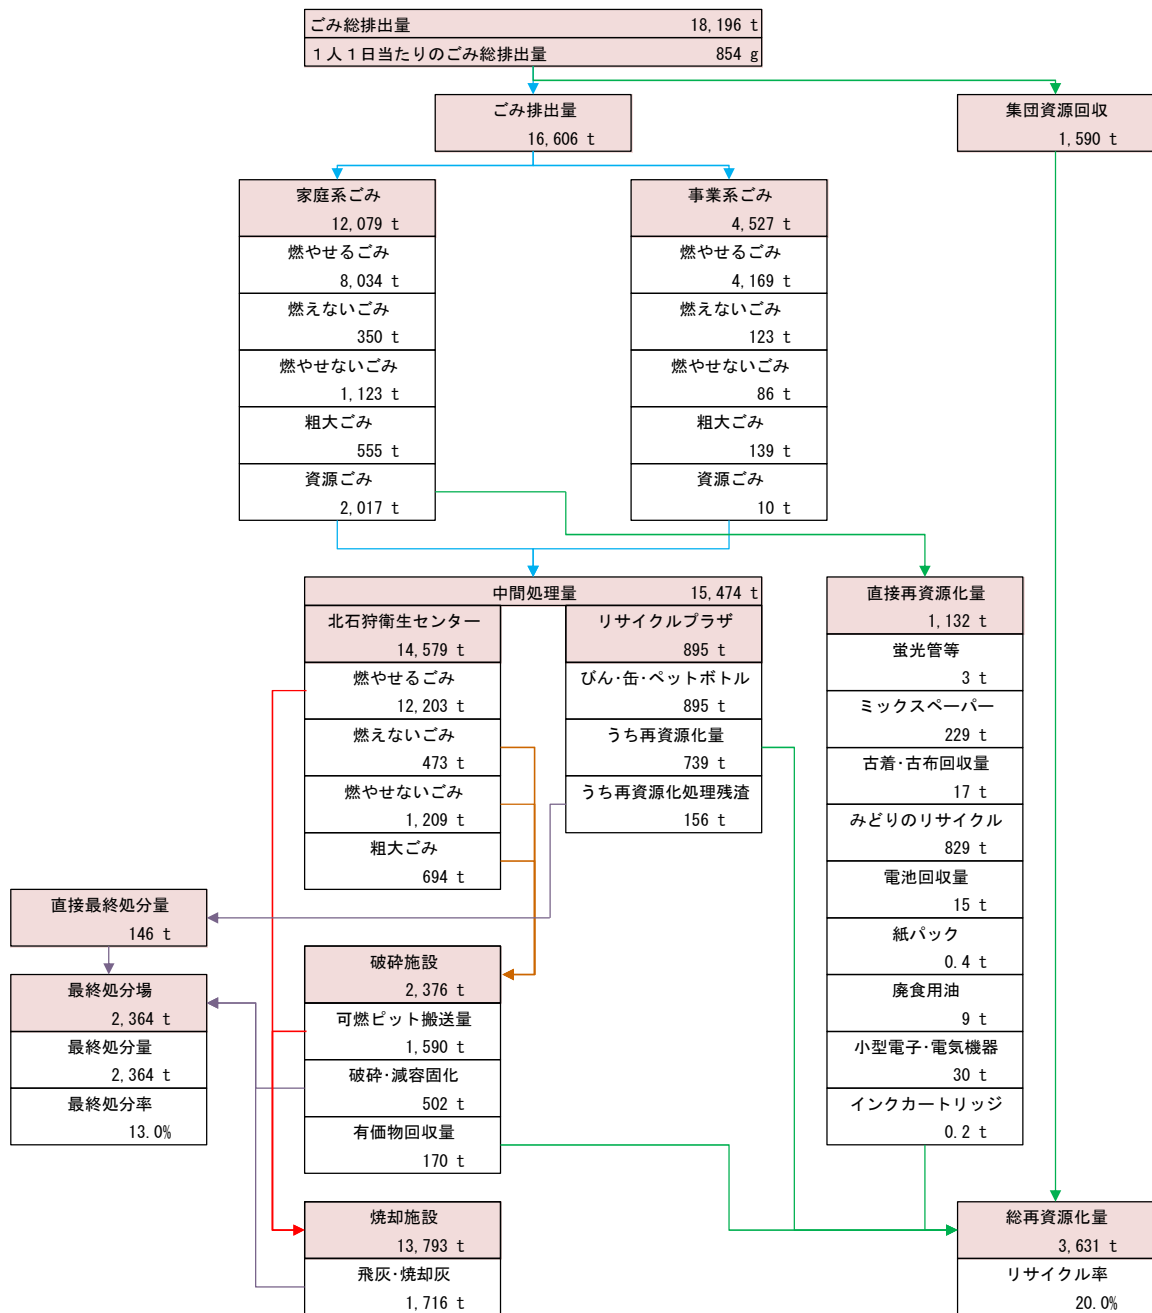 ごみ総排出量 18,196 t
１人１日当たりのごみ総排出量 854 g
ごみ排出量
16,606 t
集団資源回収
1,590 t
家庭系ごみ
12,079 t
燃やせるごみ
8,034 t
燃えないごみ
350 t
燃やせないごみ
1,123 t
粗大ごみ
555 t
資源ごみ
2,017 t
事業系ごみ
4,527 t
燃やせるごみ
4,169 t
燃えないごみ
123 t
燃やせないごみ
86 t
粗大ごみ
139 t
資源ごみ
10 t
中間処理量 15,474 t
北石狩衛生センター
14,579 t
燃やせるごみ
12,203 t
燃えないごみ
473 t
燃やせないごみ
1,209 t
粗大ごみ
694 t
リサイクルプラザ
895 t
びん･缶･ペットボトル
895 t
うち再資源化量
739 t
うち再資源化処理残渣
156 t
直接再資源化量
1,132 t
蛍光管等
3 t
ミックスペーパー
229 t
古着･古布回収量
17 t
みどりのリサイクル
829 t
電池回収量
15 t
紙パック
0.4 t
廃食用油
9 t
小型電子･電気機器
30 t
インクカートリッジ
0.2 t
直接最終処分量
146 t
最終処分場
2,364 t
最終処分量
2,364 t
最終処分率
13.0%
破砕施設
2,376 t
可燃ピット搬送量
1,590 t
破砕･減容固化
502 t
有価物回収量
170 t
焼却施設
13,793 t
飛灰･焼却灰
1,716 t
総再資源化量
3,631 t
リサイクル率
20.0%